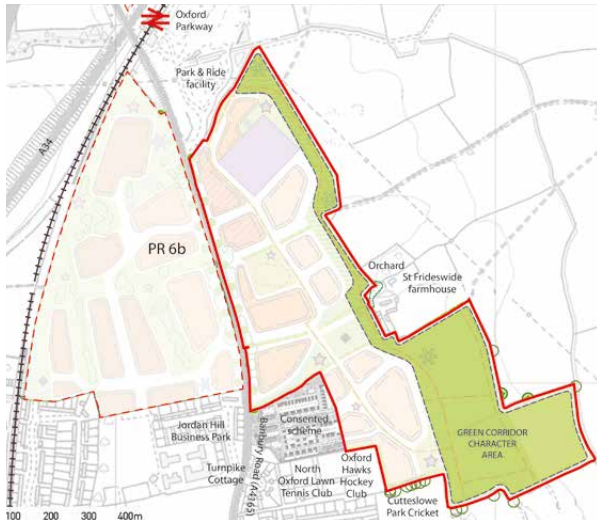 Oxford
Parkway
Park & Ride
facility
A34
PR 6b
Orchard
St Frideswide
farmhouse
GREEN CORRIDOR
CHARACTER
AREA
Consented
scheme
Jordan Hill
Business Park
Turnpike
Cottage
Banbury Road (A4165)
North
Oxford Lawn
Tennis Club
Oxford
Hawks
Hockey
Club
Cutteslowe
Park Cricket
100 200 300 400m